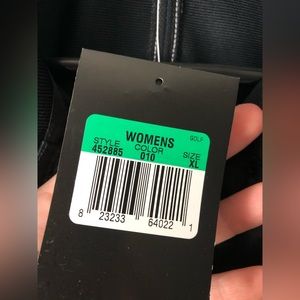 WOMENS GOLF
STYLE COLOR SIZE
452885 010 XL
8 23233 64022 1